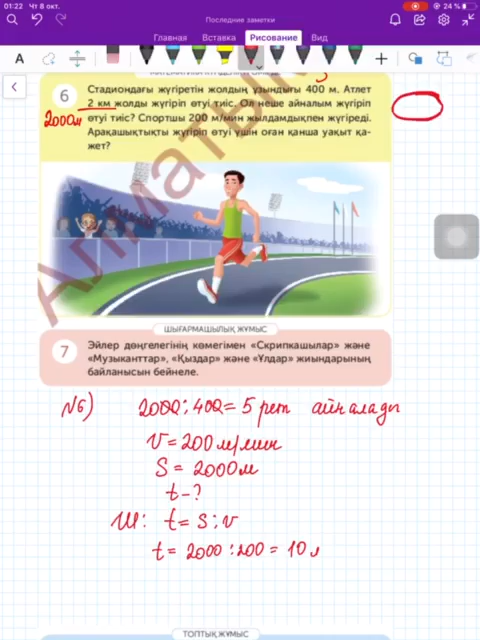 01:22 Чт 8 окт.
24 %
Последние заметки
Главная Вставка Рисование Вид
6
Стадиондағы жүгіретін жолдың ұзындығы 400 м. Атлет
2 км жолды жүгіріп өтуі тиіс. Ол неше айналым жүгіріп
өтуі тиіс? Спортшы 200 м/мин жылдамдықпен жүгіреді.
Арақашықтықты жүгіріп өту үшін оған қанша уақыт қа-
жет?
2000м
Алматыкітап
ШЫҒАРМАШЫЛЫҚ ЖҰМЫС
7
Эйлер дөңгелегінің көмегімен «Скрипкашылар» және
«Музыканттар», «Қыздар» және «Ұлдар» жиындарының
байланысын бейнеле.
№6) 2000:400=5 рет айналады
V=200м/мин
S=2000м
t-?
Ш: t=S:v
t=2000:200=10
ТОПТЫҚ ЖҰМЫС